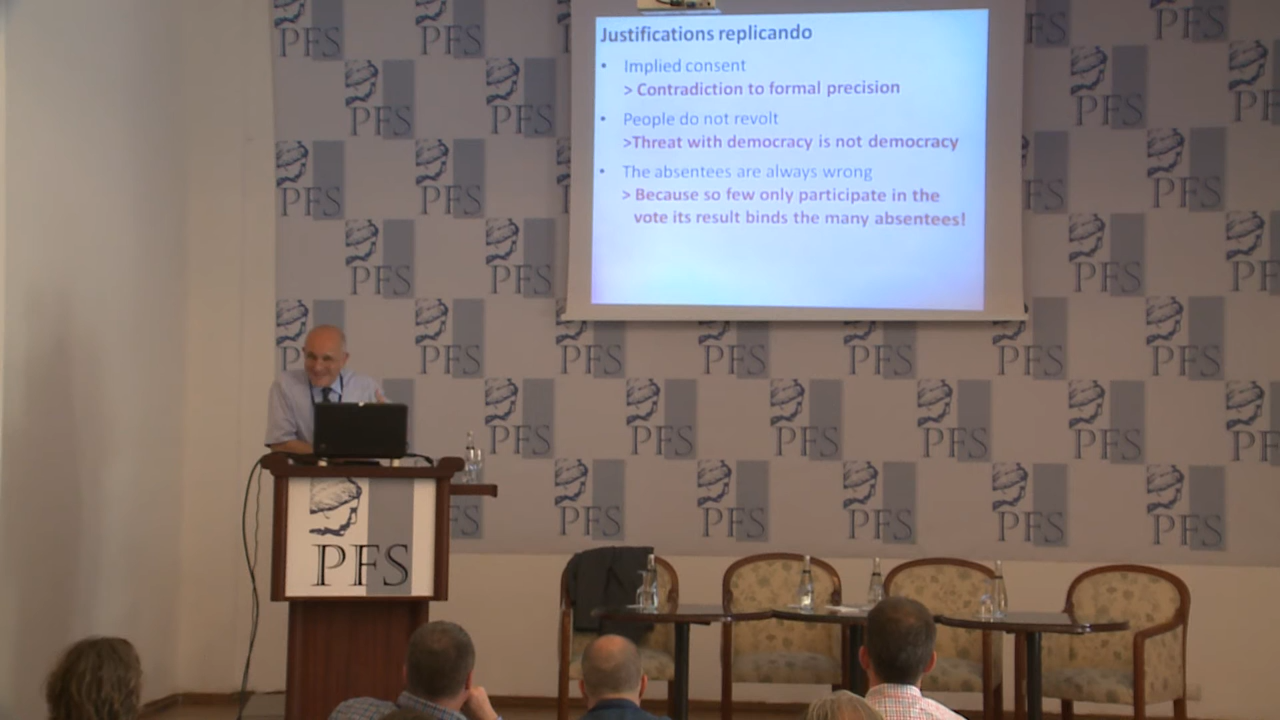 Justifications replicando
• Implied consent
> Contradiction to formal precision
• People do not revolt
>Threat with democracy is not democracy
• The absentees are always wrong
> Because so few only participate in the
vote its result binds the many absentees!
PFS